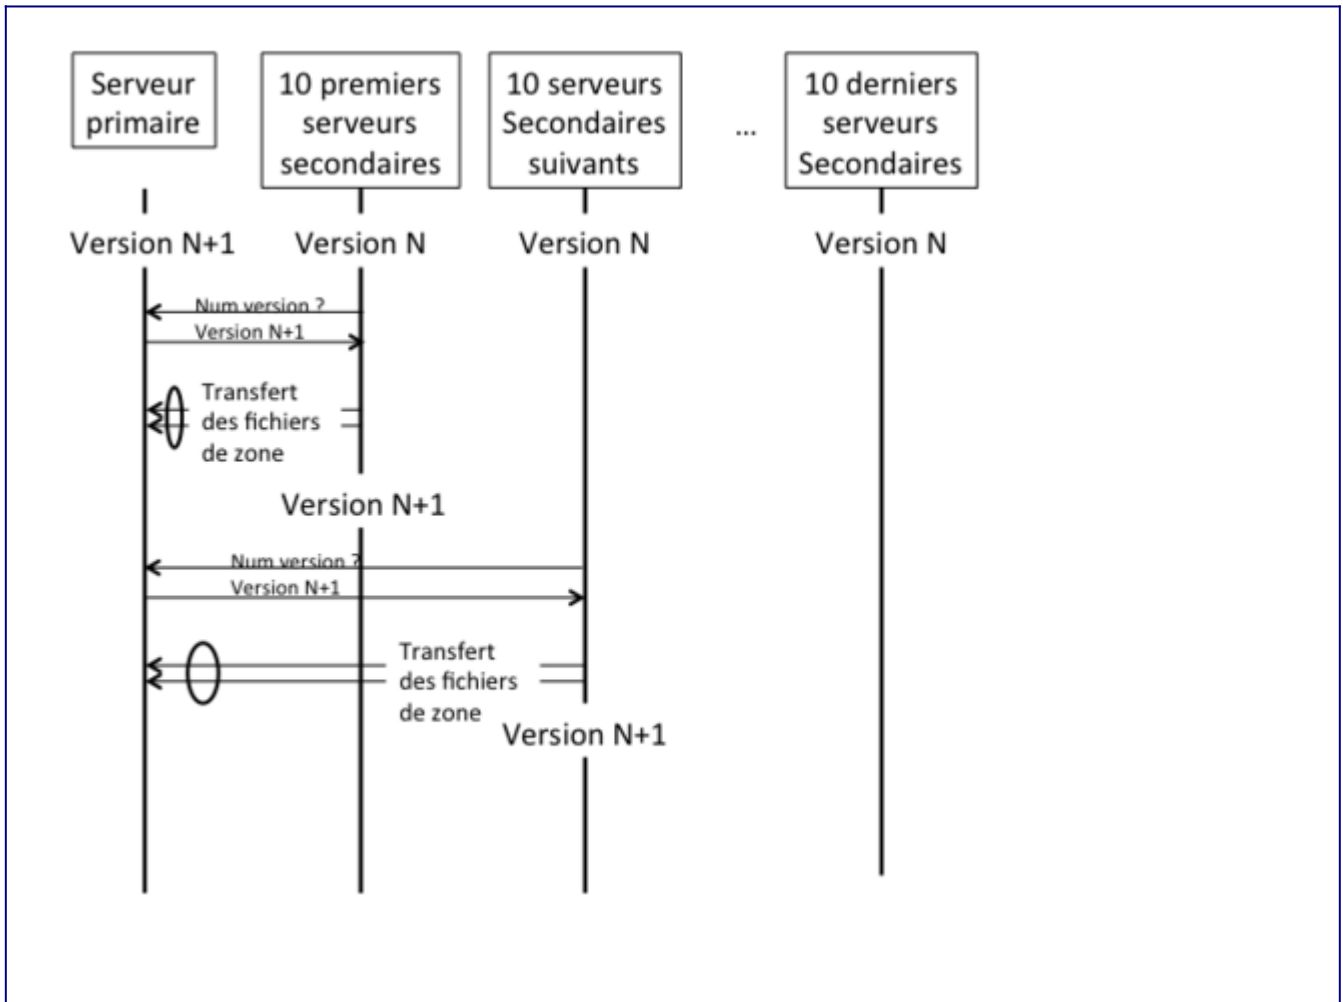 Serveur
primaire
10 premiers
serveurs
secondaires
10 serveurs
Secondaires
suivants
...
10 derniers
serveurs
Secondaires
Version N+1
Version N
Version N
Version N
Num version ?
Version N+1
Transfert
des fichiers
de zone
Version N+1
Num version ?
Version N+1
Transfert
des fichiers
de zone
Version N+1